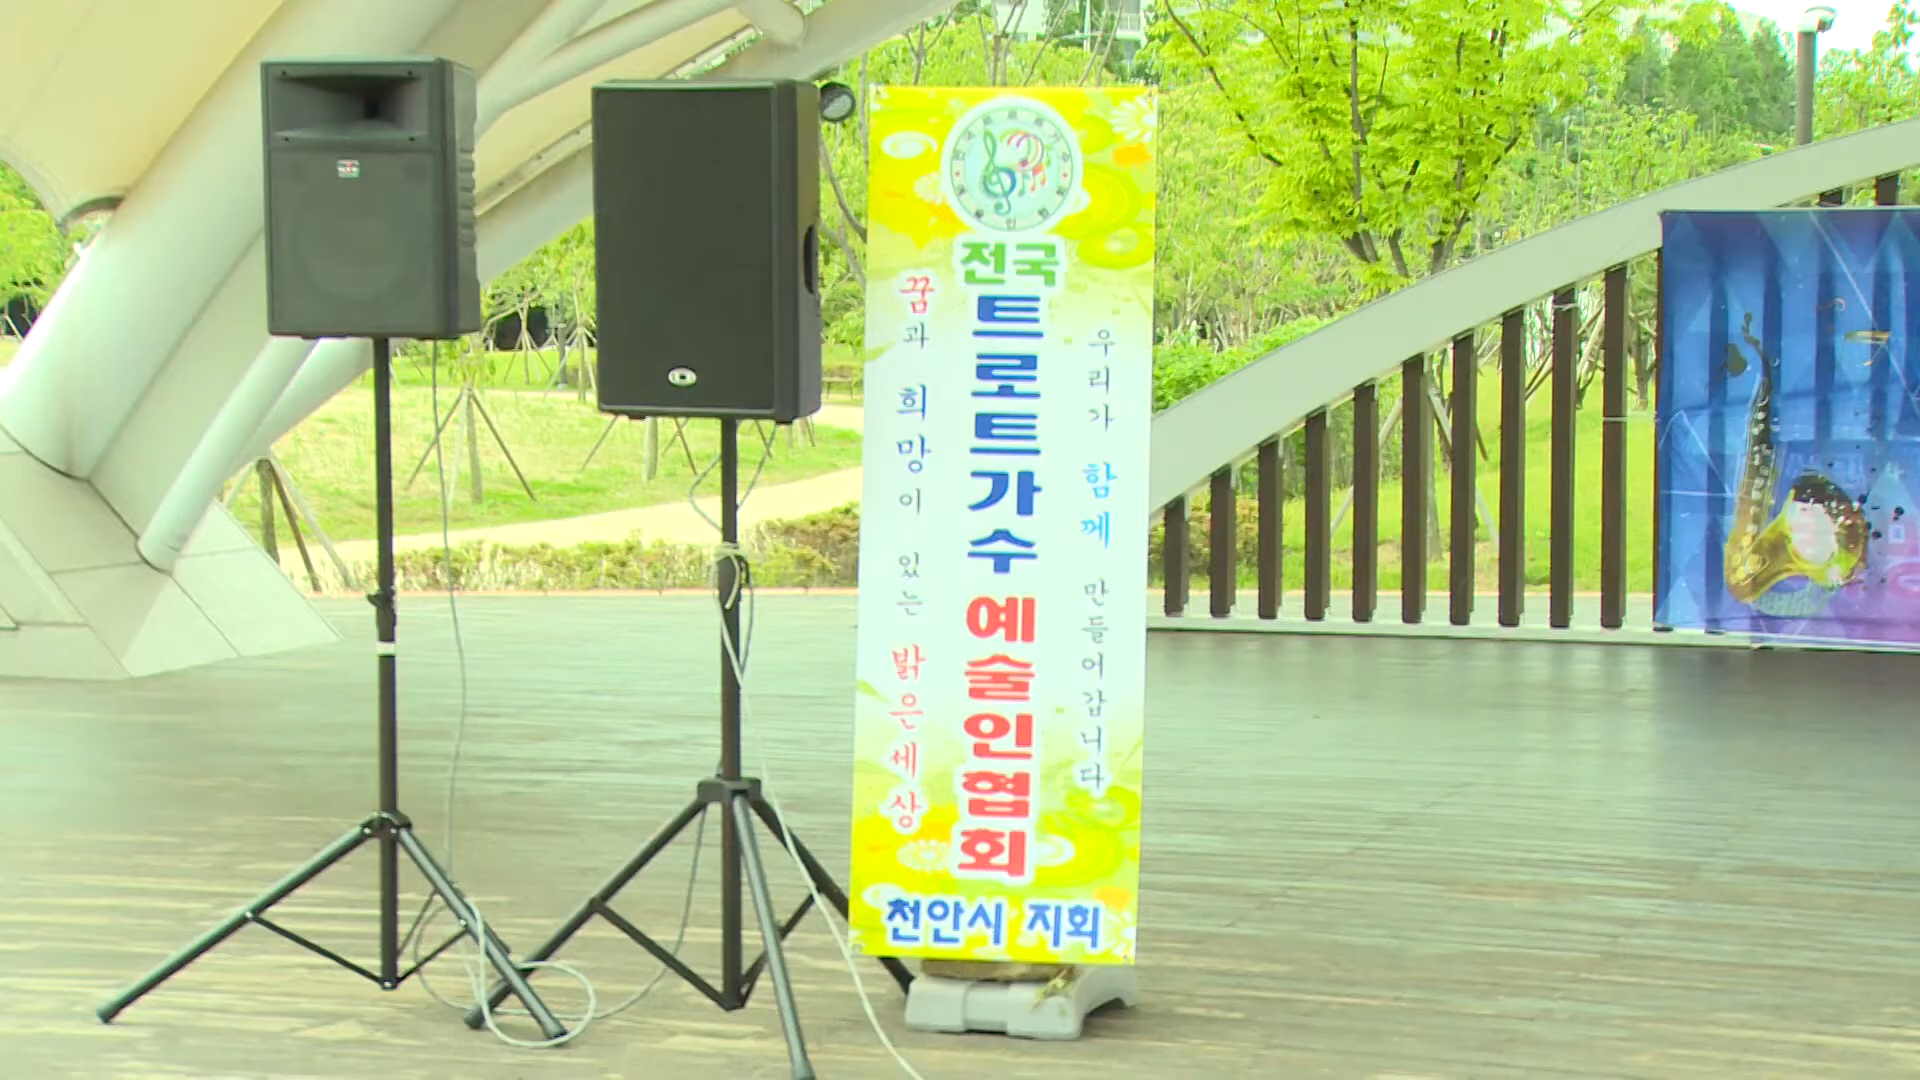 전국
트로트가수 예술인협회
꿈과 희망이 있는 밝은세상
우리가 함께 만들어갑니다
천안시 지회